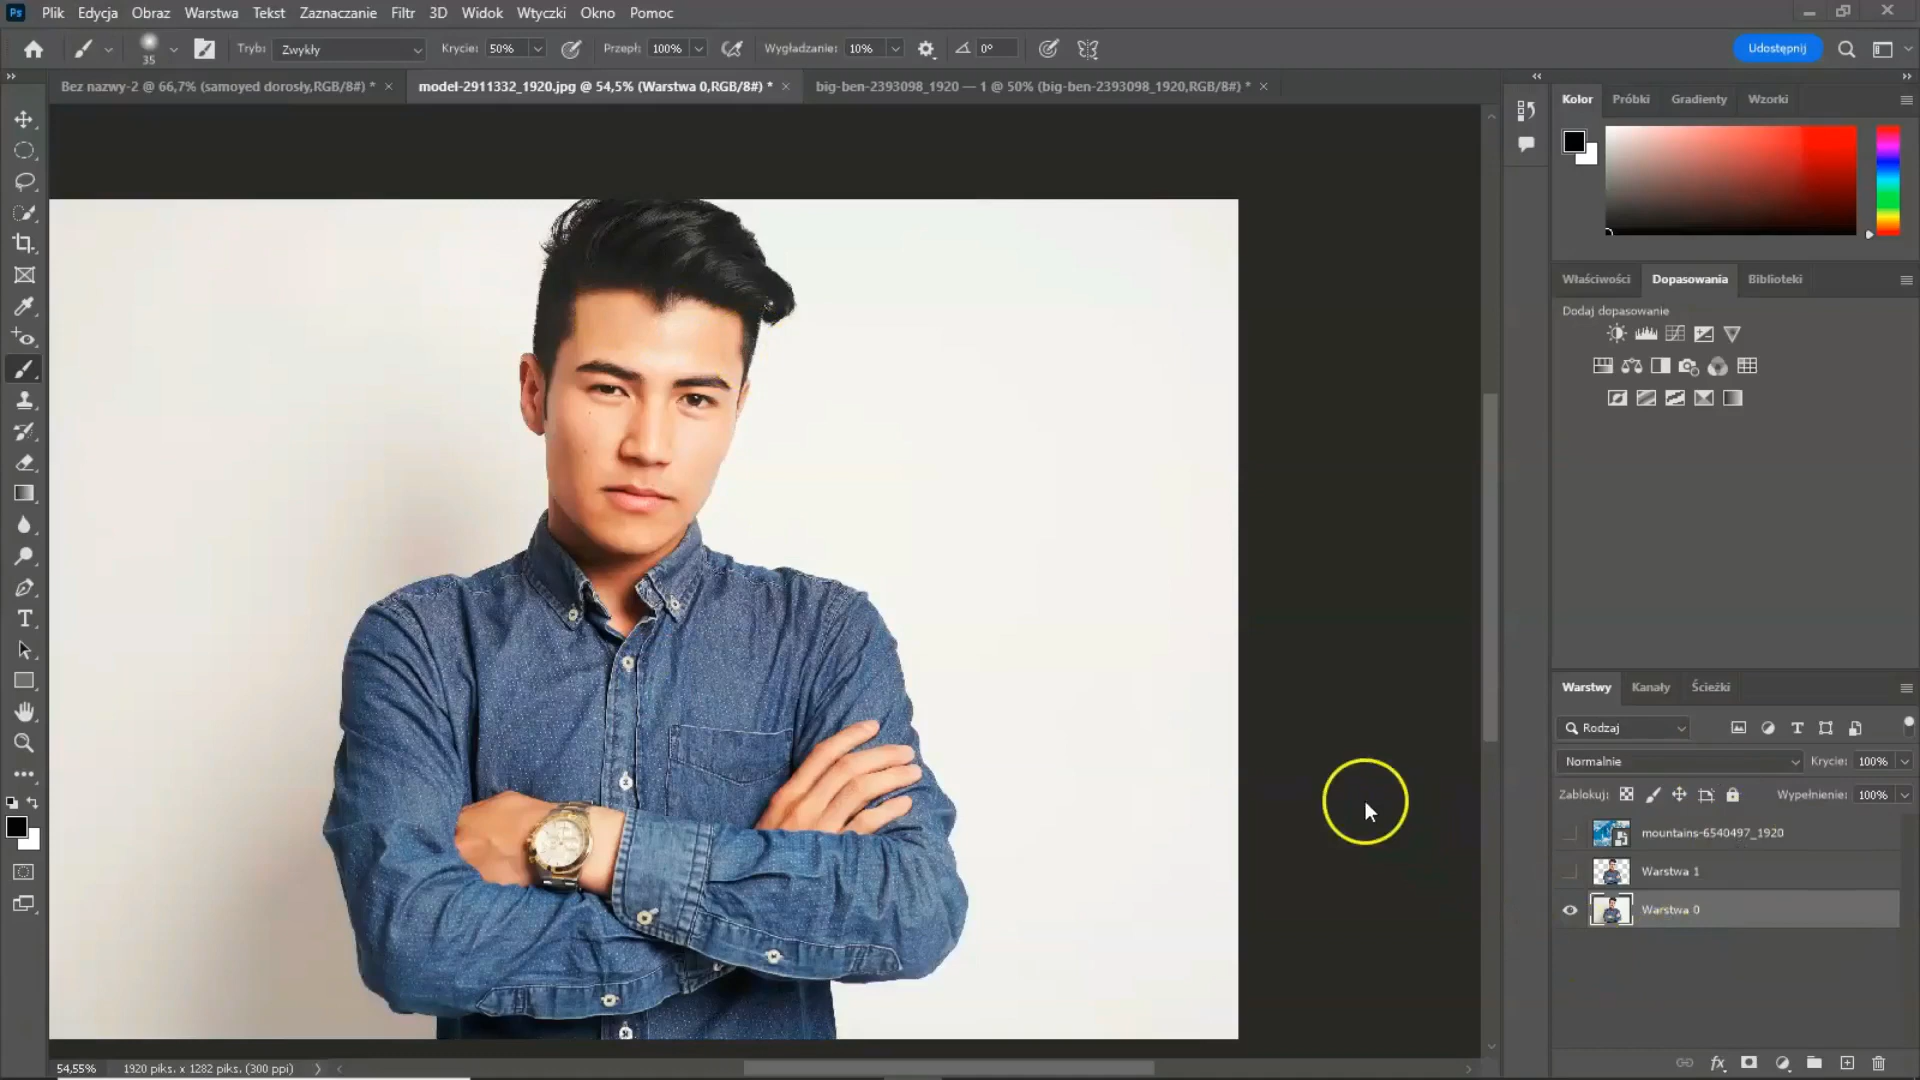 Ps Plik Edycja Obraz Warstwa Tekst Zaznaczanie Filtr 3D Widok Wtyczki Okno Pomoc
35 Tryb: Zwykły Krycie: 50% Przepł: 100% Wygładzanie: 10% 0° Udostępnij
Bez nazwy-2 @ 66,7% (samoyed dorosły,RGB/8#) * × model-2911332_1920.jpg @ 54,5% (Warstwa 0,RGB/8#) * × big-ben-2393098_1920 — 1 @ 50% (big-ben-2393098_1920,RGB/8#) * ×
Kolor Próbki Gradienty Wzorki
Właściwości Dopasowania Biblioteki
Dodaj dopasowanie
Warstwy Kanały Ścieżki
Rodzaj
Normalnie Krycie: 100%
Zablokuj: Wypełnienie: 100%
mountains-6540497_1920
Warstwa 1
Warstwa 0
54,55% 1920 piks. x 1282 piks. (300 ppi)